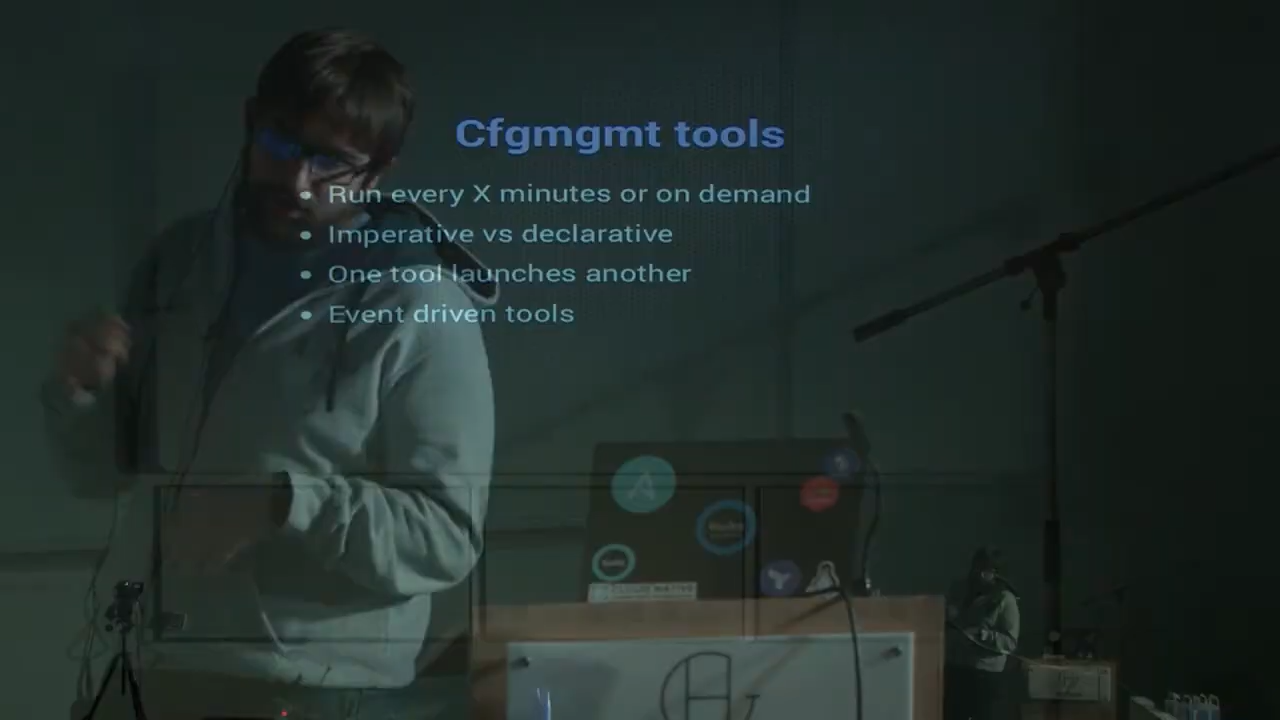 Cfgmgmt tools
• Run every X minutes or on demand
• Imperative vs declarative
• One tool launches another
• Event driven tools